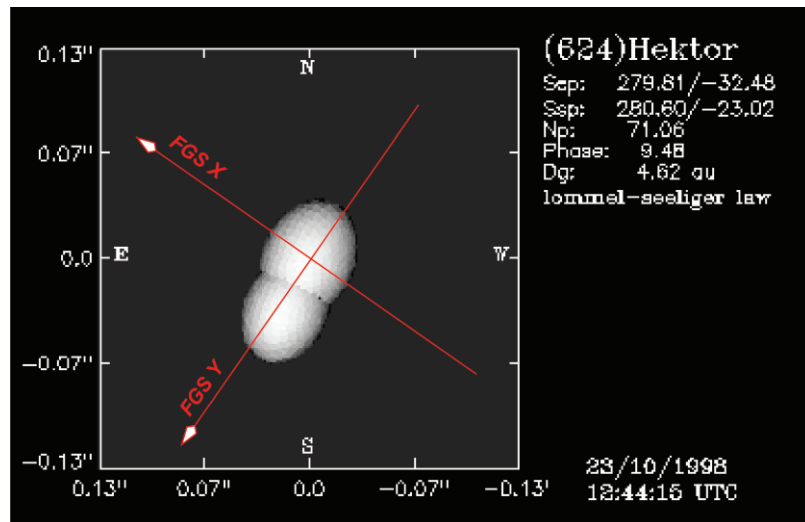 (624)Hektor
Sep: 279.81/-32.48
Ssp: 280.60/-23.02
Np: 71.06
Phase: 9.48
Dg: 4.62 au
lommel-seeliger law
0.13"
0.07"
0.0
-0.07"
-0.13"
N
E
W
S
FGS X
FGS Y
0.13" 0.07" 0.0 -0.07" -0.13'
23/10/1998
12:44:15 UTC